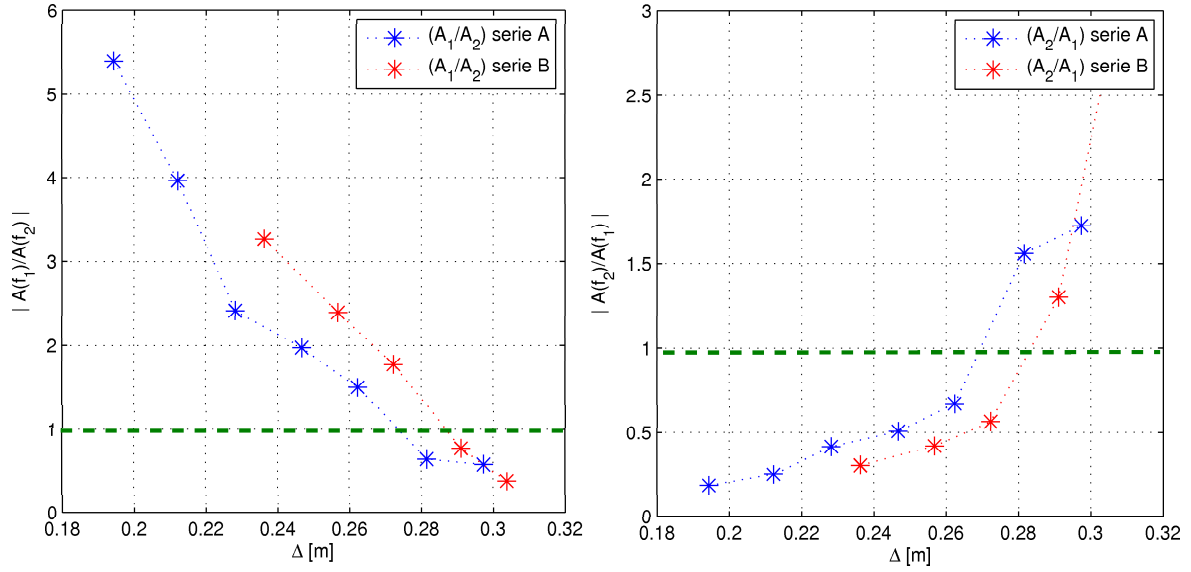 6
5
4
3
2
1
0
| A(f1)/A(f2) |
(A1/A2) serie A
(A1/A2) serie B
0.18 0.2 0.22 0.24 0.26 0.28 0.3 0.32
Δ [m]
3
2.5
2
1.5
1
0.5
0
| A(f2)/A(f1) |
(A2/A1) serie A
(A2/A1) serie B
0.18 0.2 0.22 0.24 0.26 0.28 0.3 0.32
Δ [m]